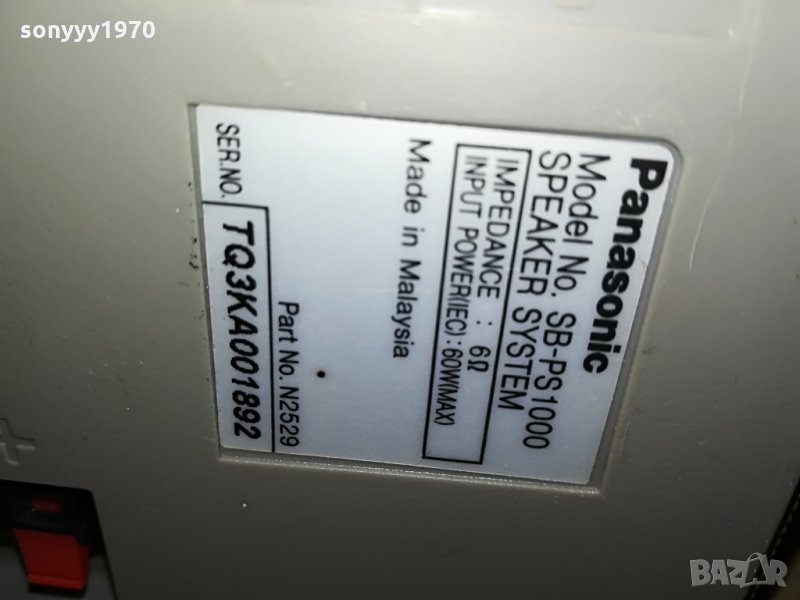 sonyyy1970
Panasonic
Model No. SB-PS1000
SPEAKER SYSTEM
IMPEDANCE : 6Ω
INPUT POWER(IEC) : 60W(MAX)
Made in Malaysia
Part No. N2529
SER.NO. TQ3KA001892
+
BAZAR